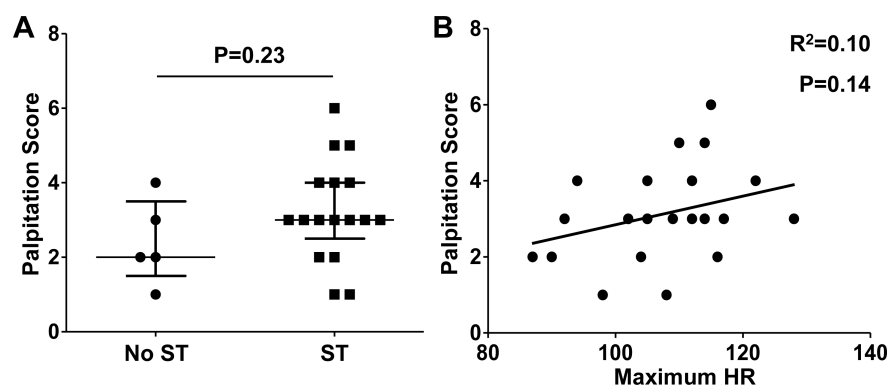 A
Palpitation Score
8
6
4
2
0
P=0.23
No ST
ST
B
Palpitation Score
8
6
4
2
0
R²=0.10
P=0.14
80
100
120
140
Maximum HR